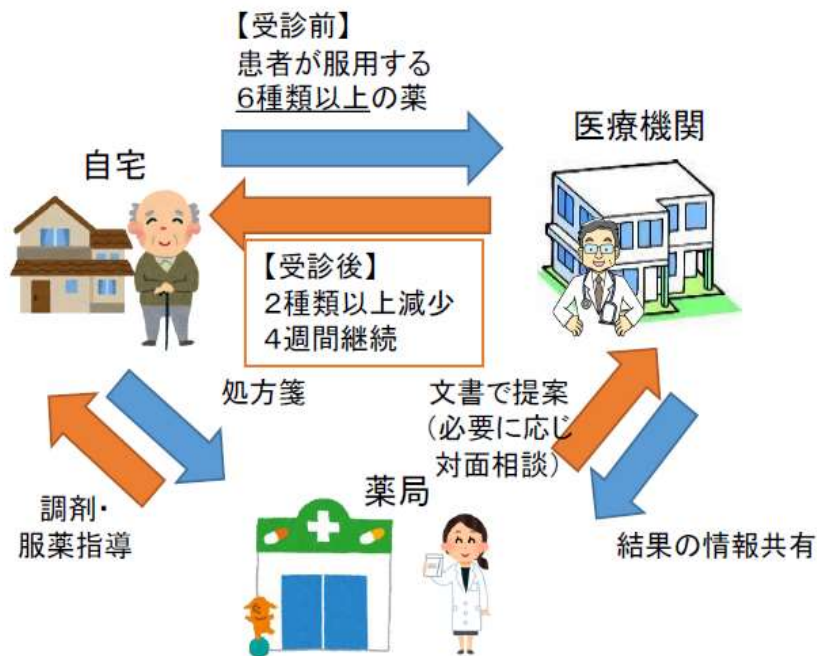 【受診前】
患者が服用する
6種類以上の薬
医療機関
自宅
【受診後】
2種類以上減少
4週間継続
処方箋
文書で提案
(必要に応じ
対面相談)
薬局
調剤・
服薬指導
結果の情報共有